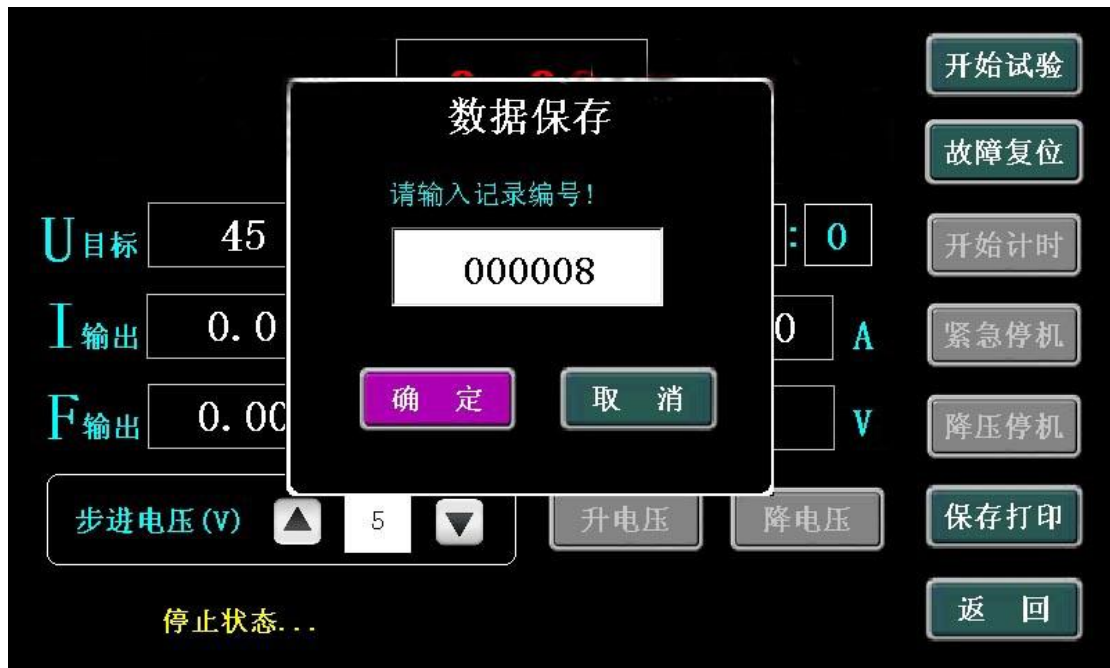 开始试验
数据保存
故障复位
请输入记录编号!
U目标 45
: 0
开始计时
000008
I输出 0.0
0 A
紧急停机
确 定
取 消
F输出 0.00
V
降压停机
步进电压(V) 5
升电压
降电压
保存打印
停止状态...
返 回